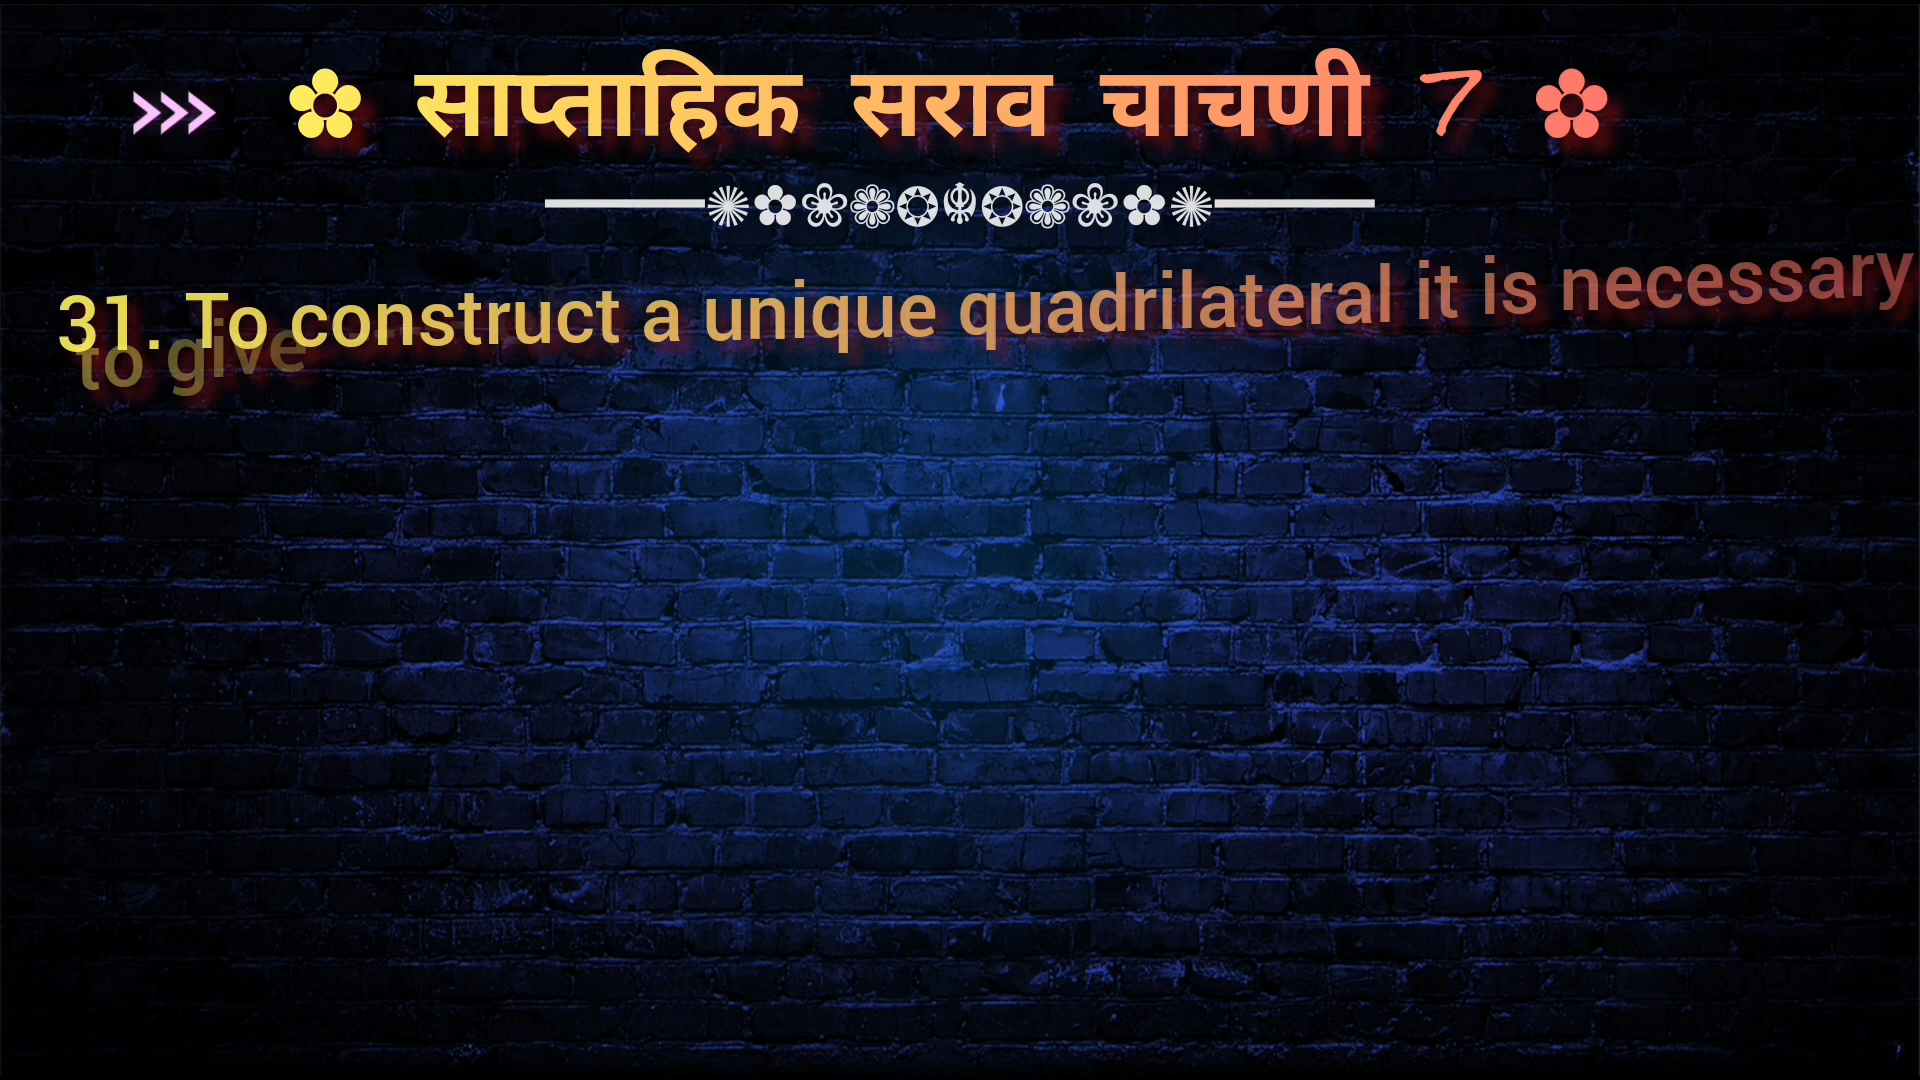 >>> ✿ साप्ताहिक सराव चाचणी 7 ✿
31. To construct a unique quadrilateral it is necessary
to give